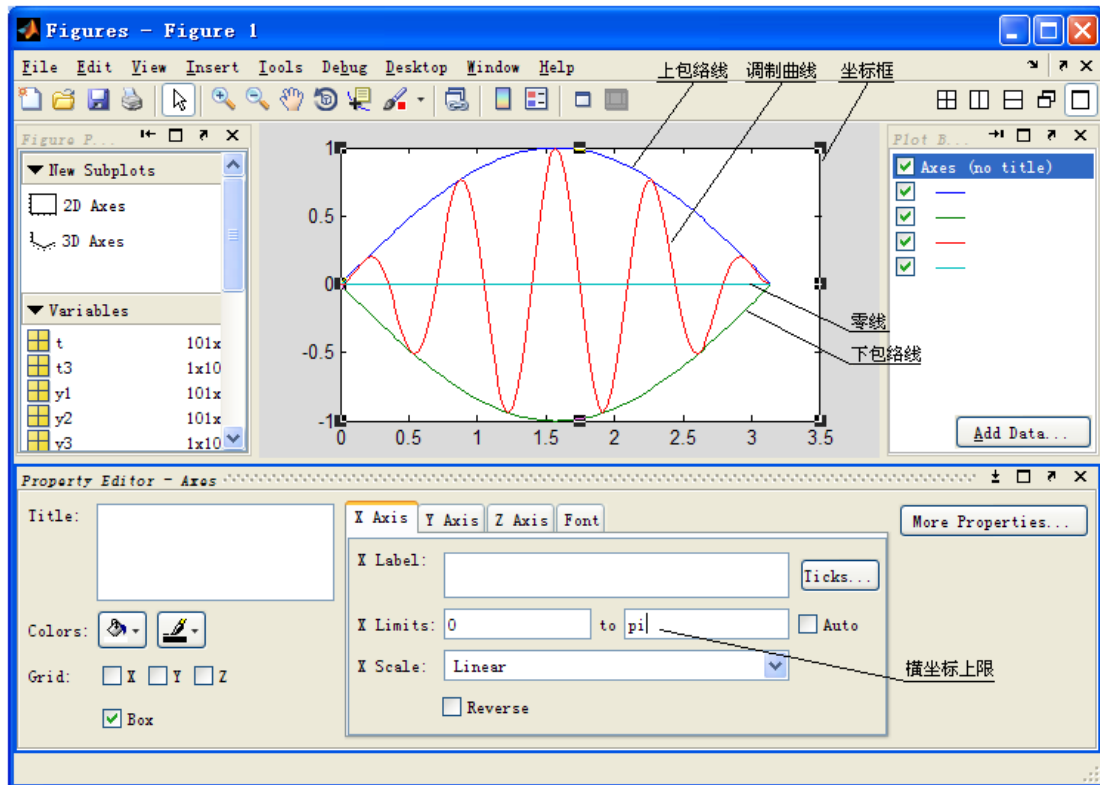 Figures - Figure 1
File Edit View Insert Tools Debug Desktop Window Help
上包络线 调制曲线 坐标框
Figure P...
New Subplots
2D Axes
3D Axes
Variables
t 101x
t3 1x10
y1 101x
y2 101x
y3 1x10
1
0.5
0
-0.5
-1
0 0.5 1 1.5 2 2.5 3 3.5
零线
下包络线
Plot B...
Axes (no title)
Add Data...
Property Editor - Axes
Title:
Colors:
Grid: X Y Z
Box
X Axis Y Axis Z Axis Font
X Label:
Ticks...
X Limits: 0 to pi Auto
X Scale: Linear
Reverse
More Properties...
横坐标上限